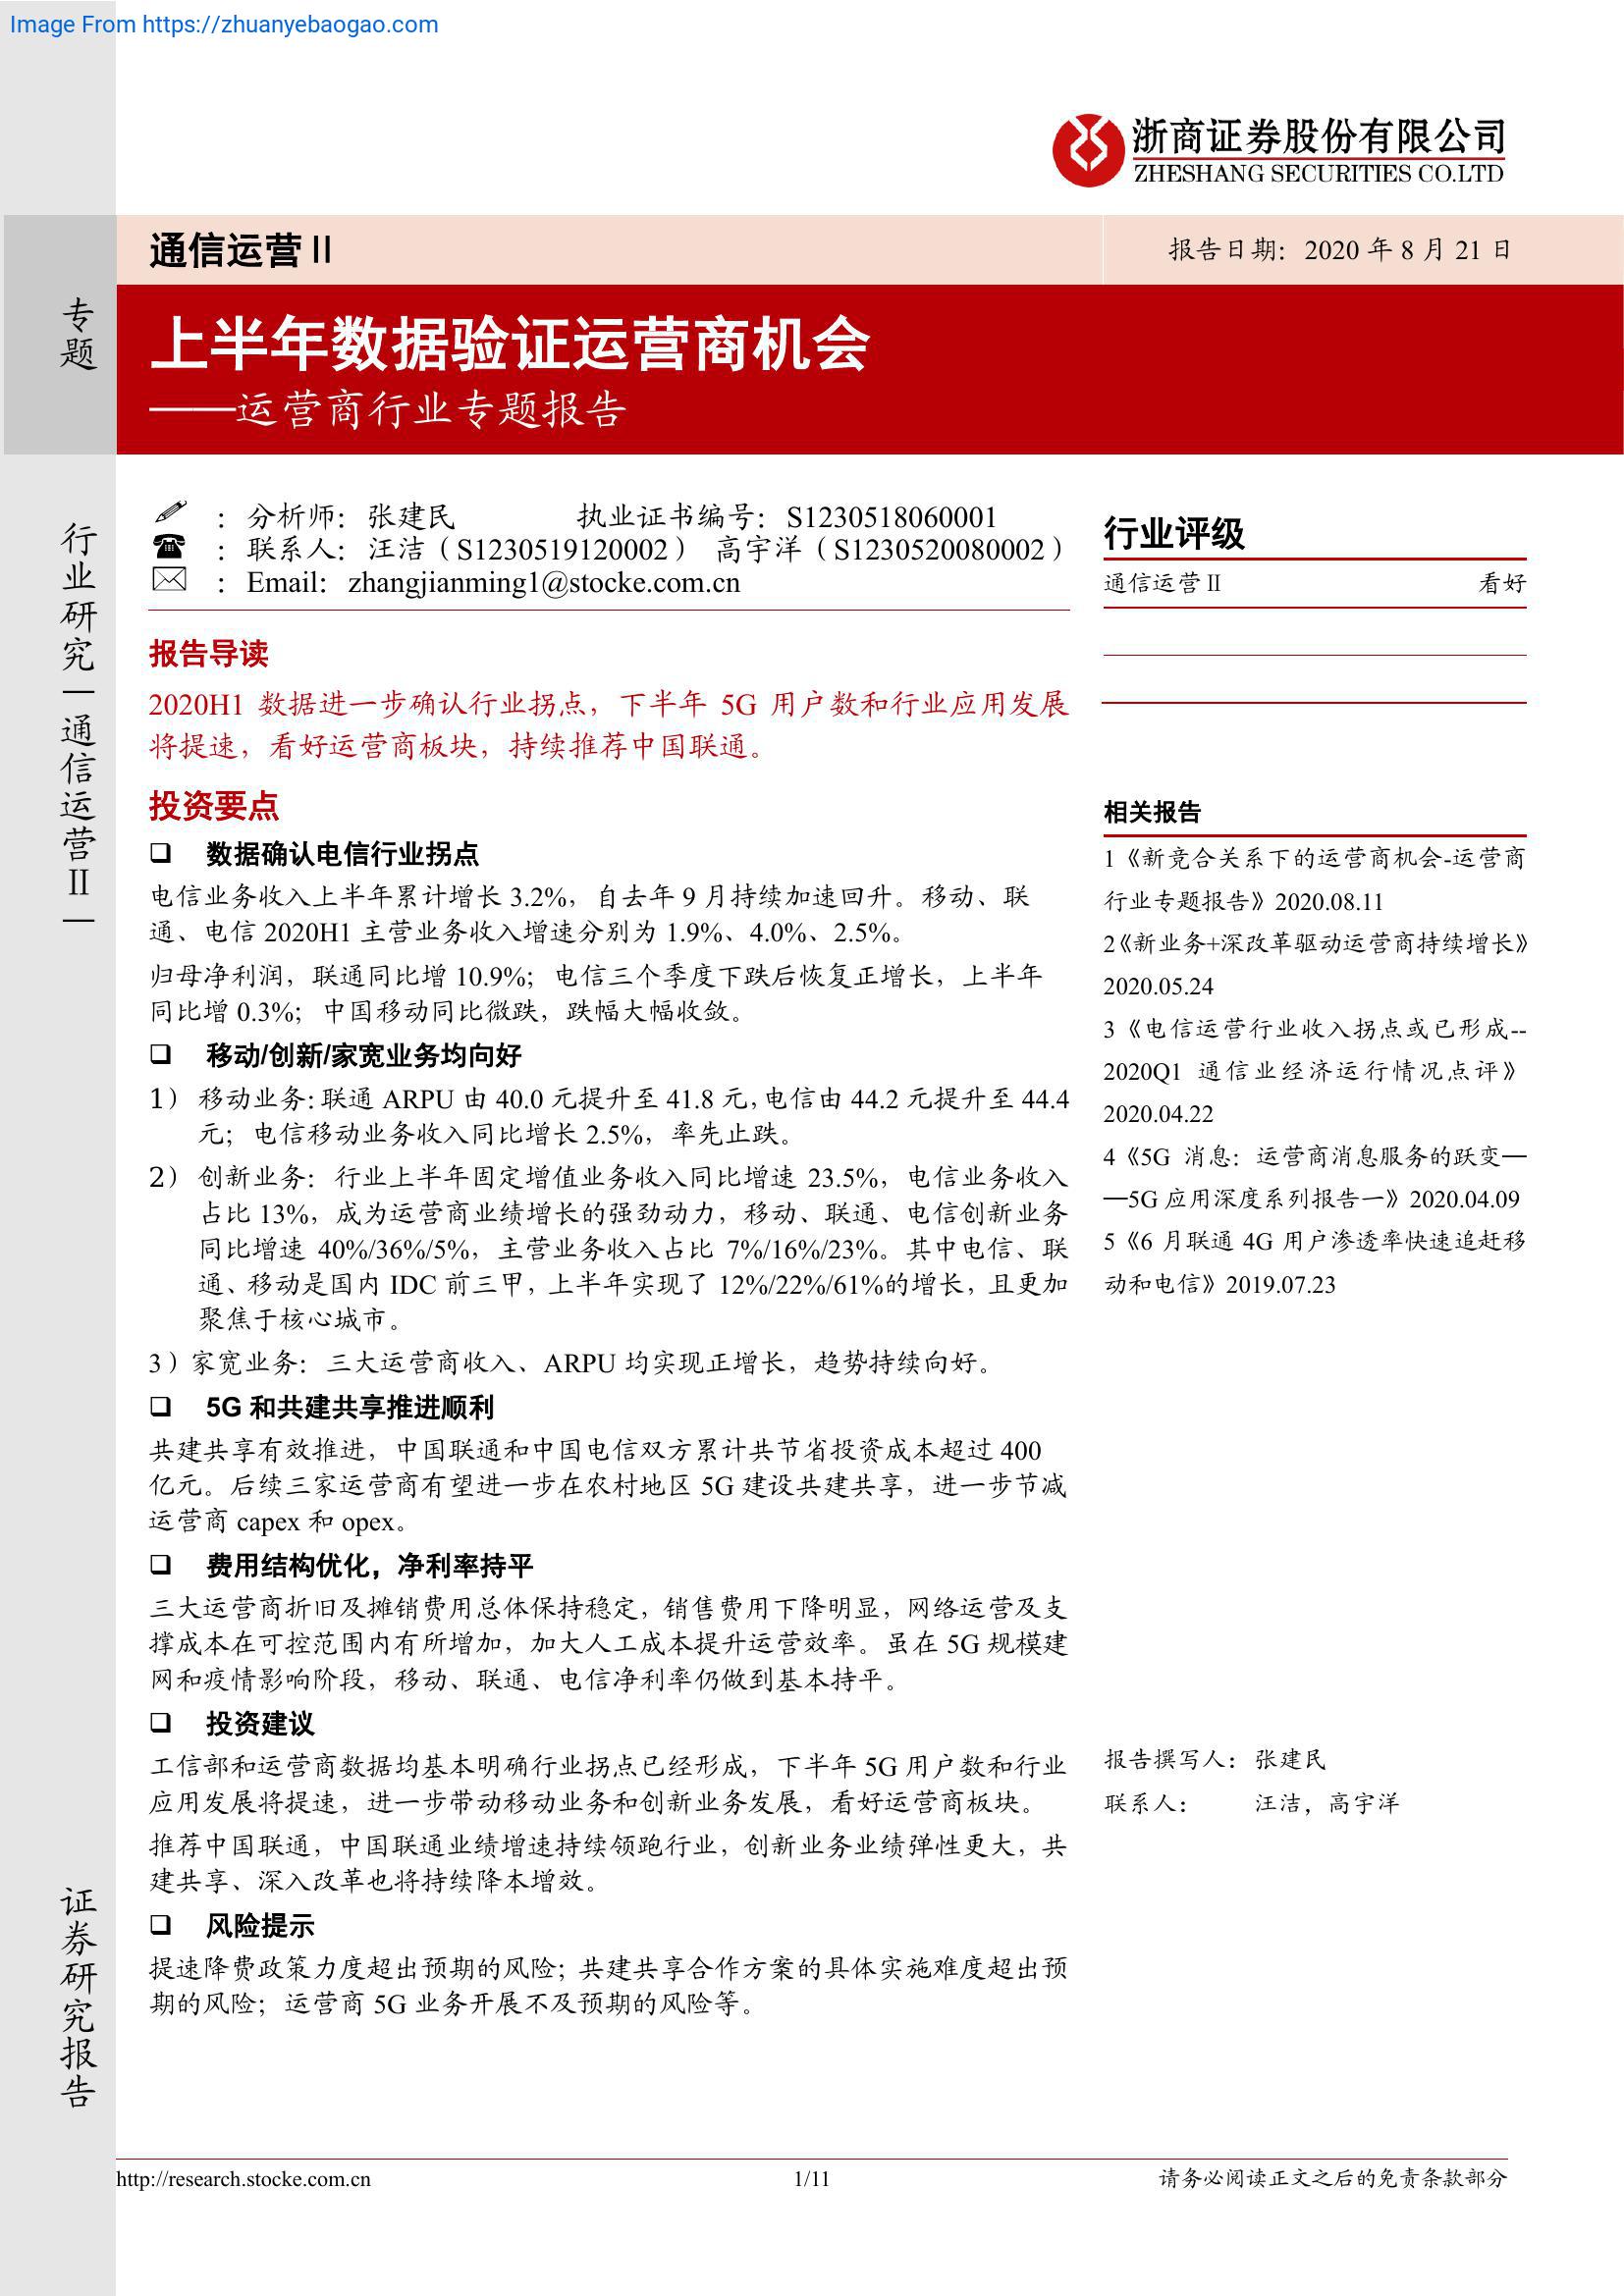 Image From https://zhuanyebaogao.com
浙商证券股份有限公司
ZHESHANG SECURITIES CO.LTD
通信运营Ⅱ
报告日期：2020 年 8 月 21 日
专题
上半年数据验证运营商机会
——运营商行业专题报告
行业研究｜通信运营Ⅱ｜
：分析师：张建民 执业证书编号：S1230518060001
：联系人：汪洁（S1230519120002） 高宇洋（S1230520080002）
：Email：zhangjianming1@stocke.com.cn
报告导读
2020H1 数据进一步确认行业拐点，下半年 5G 用户数和行业应用发展
将提速，看好运营商板块，持续推荐中国联通。
投资要点
❑ 数据确认电信行业拐点
电信业务收入上半年累计增长 3.2%，自去年 9 月持续加速回升。移动、联
通、电信 2020H1 主营业务收入增速分别为 1.9%、4.0%、2.5%。
归母净利润，联通同比增 10.9%；电信三个季度下跌后恢复正增长，上半年
同比增 0.3%；中国移动同比微跌，跌幅大幅收敛。
❑ 移动/创新/家宽业务均向好
1） 移动业务：联通 ARPU 由 40.0 元提升至 41.8 元，电信由 44.2 元提升至 44.4
元；电信移动业务收入同比增长 2.5%，率先止跌。
2） 创新业务：行业上半年固定增值业务收入同比增速 23.5%，电信业务收入
占比 13%，成为运营商业绩增长的强劲动力，移动、联通、电信创新业务
同比增速 40%/36%/5%，主营业务收入占比 7%/16%/23%。其中电信、联
通、移动是国内 IDC 前三甲，上半年实现了 12%/22%/61%的增长，且更加
聚焦于核心城市。
3）家宽业务：三大运营商收入、ARPU 均实现正增长，趋势持续向好。
❑ 5G 和共建共享推进顺利
共建共享有效推进，中国联通和中国电信双方累计共节省投资成本超过 400
亿元。后续三家运营商有望进一步在农村地区 5G 建设共建共享，进一步节减
运营商 capex 和 opex。
❑ 费用结构优化，净利率持平
三大运营商折旧及摊销费用总体保持稳定，销售费用下降明显，网络运营及支
撑成本在可控范围内有所增加，加大人工成本提升运营效率。虽在 5G 规模建
网和疫情影响阶段，移动、联通、电信净利率仍做到基本持平。
❑ 投资建议
工信部和运营商数据均基本明确行业拐点已经形成，下半年 5G 用户数和行业
应用发展将提速，进一步带动移动业务和创新业务发展，看好运营商板块。
推荐中国联通，中国联通业绩增速持续领跑行业，创新业务业绩弹性更大，共
建共享、深入改革也将持续降本增效。
❑ 风险提示
提速降费政策力度超出预期的风险；共建共享合作方案的具体实施难度超出预
期的风险；运营商 5G 业务开展不及预期的风险等。
行业评级
通信运营Ⅱ 看好
相关报告
1《新竞合关系下的运营商机会-运营商
行业专题报告》2020.08.11
2《新业务+深改革驱动运营商持续增长》
2020.05.24
3《电信运营行业收入拐点或已形成--
2020Q1 通信业经济运行情况点评》
2020.04.22
4《5G 消息：运营商消息服务的跃变—
—5G 应用深度系列报告一》2020.04.09
5《6 月联通 4G 用户渗透率快速追赶移
动和电信》2019.07.23
报告撰写人：张建民
联系人： 汪洁，高宇洋
证券研究报告
http://research.stocke.com.cn
1/11
请务必阅读正文之后的免责条款部分